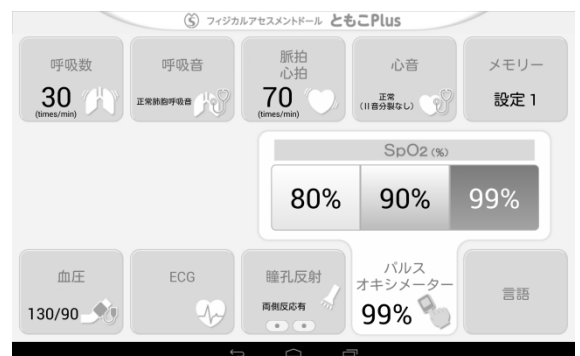 フィジカルアセスメントドール ともこPlus
呼吸数
30
(times/min)
呼吸音
正常肺胞呼吸音
脈拍
心拍
70
(times/min)
心音
正常
(II音分裂なし)
メモリー
設定 1
SpO2 (%)
80%
90%
99%
血圧
130/90
ECG
瞳孔反射
両側反応有
パルス
オキシメーター
99%
言語